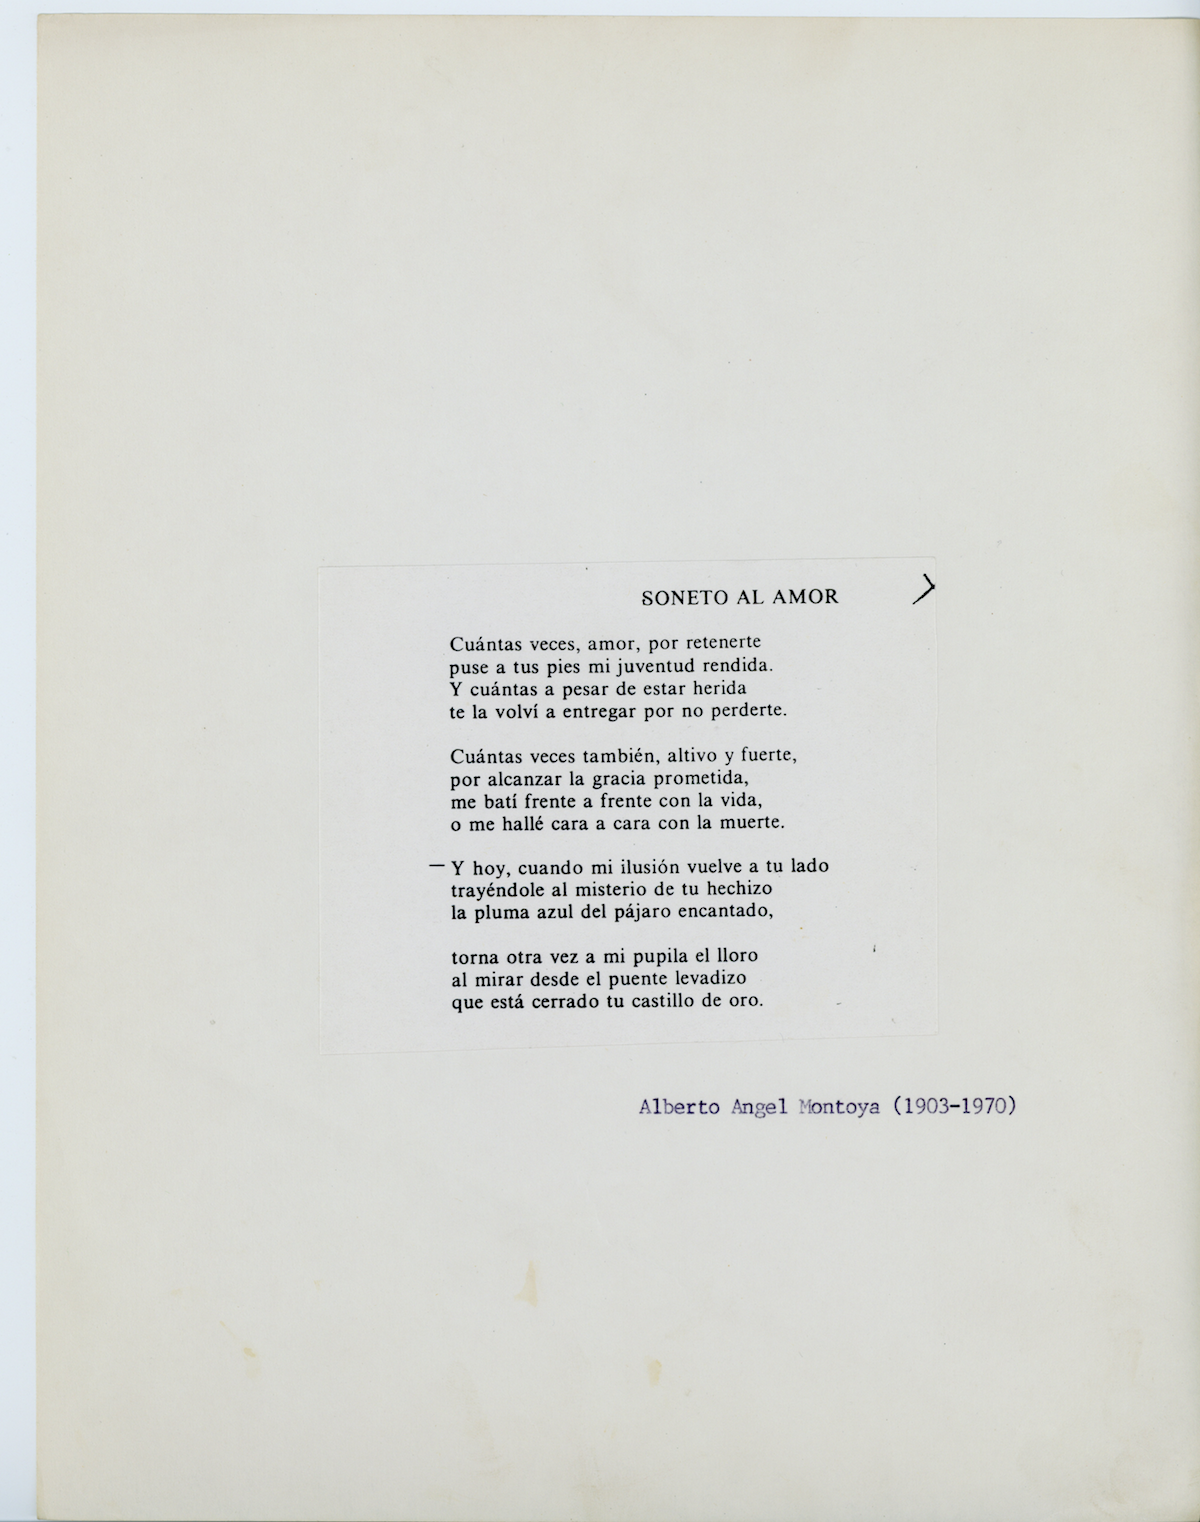 SONETO AL AMOR
Cuántas veces, amor, por retenerte
puse a tus pies mi juventud rendida.
Y cuántas a pesar de estar herida
te la volví a entregar por no perderte.
Cuántas veces también, altivo y fuerte,
por alcanzar la gracia prometida,
me batí frente a frente con la vida,
o me hallé cara a cara con la muerte.
— Y hoy, cuando mi ilusión vuelve a tu lado
trayéndole al misterio de tu hechizo
la pluma azul del pájaro encantado,
torna otra vez a mi pupila el lloro
al mirar desde el puente levadizo
que está cerrado tu castillo de oro.
Alberto Angel Montoya (1903-1970)